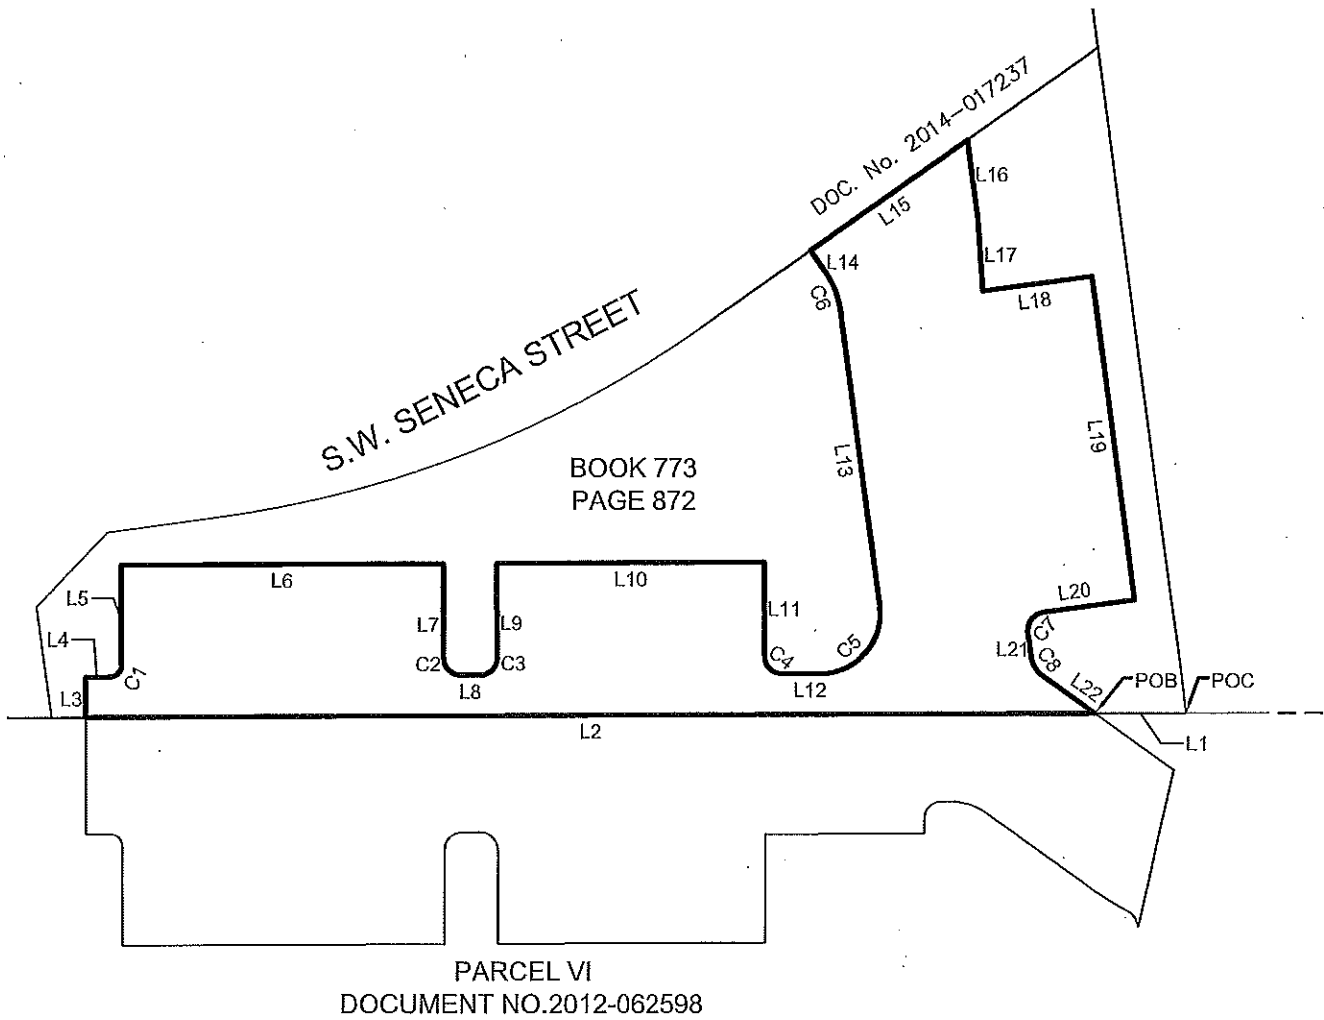 DOC. No. 2014-017237
L16
L15
L14
L17
C6
L18
S.W. SENECA STREET
L19
L13
BOOK 773
PAGE 872
L6
L10
L5
L20
L4
L7
L9
L11
C7
C5
L21
C1
C2
C3
C4
C8
L3
L8
L12
L22
POB
POC
L2
L1
PARCEL VI
DOCUMENT NO.2012-062598